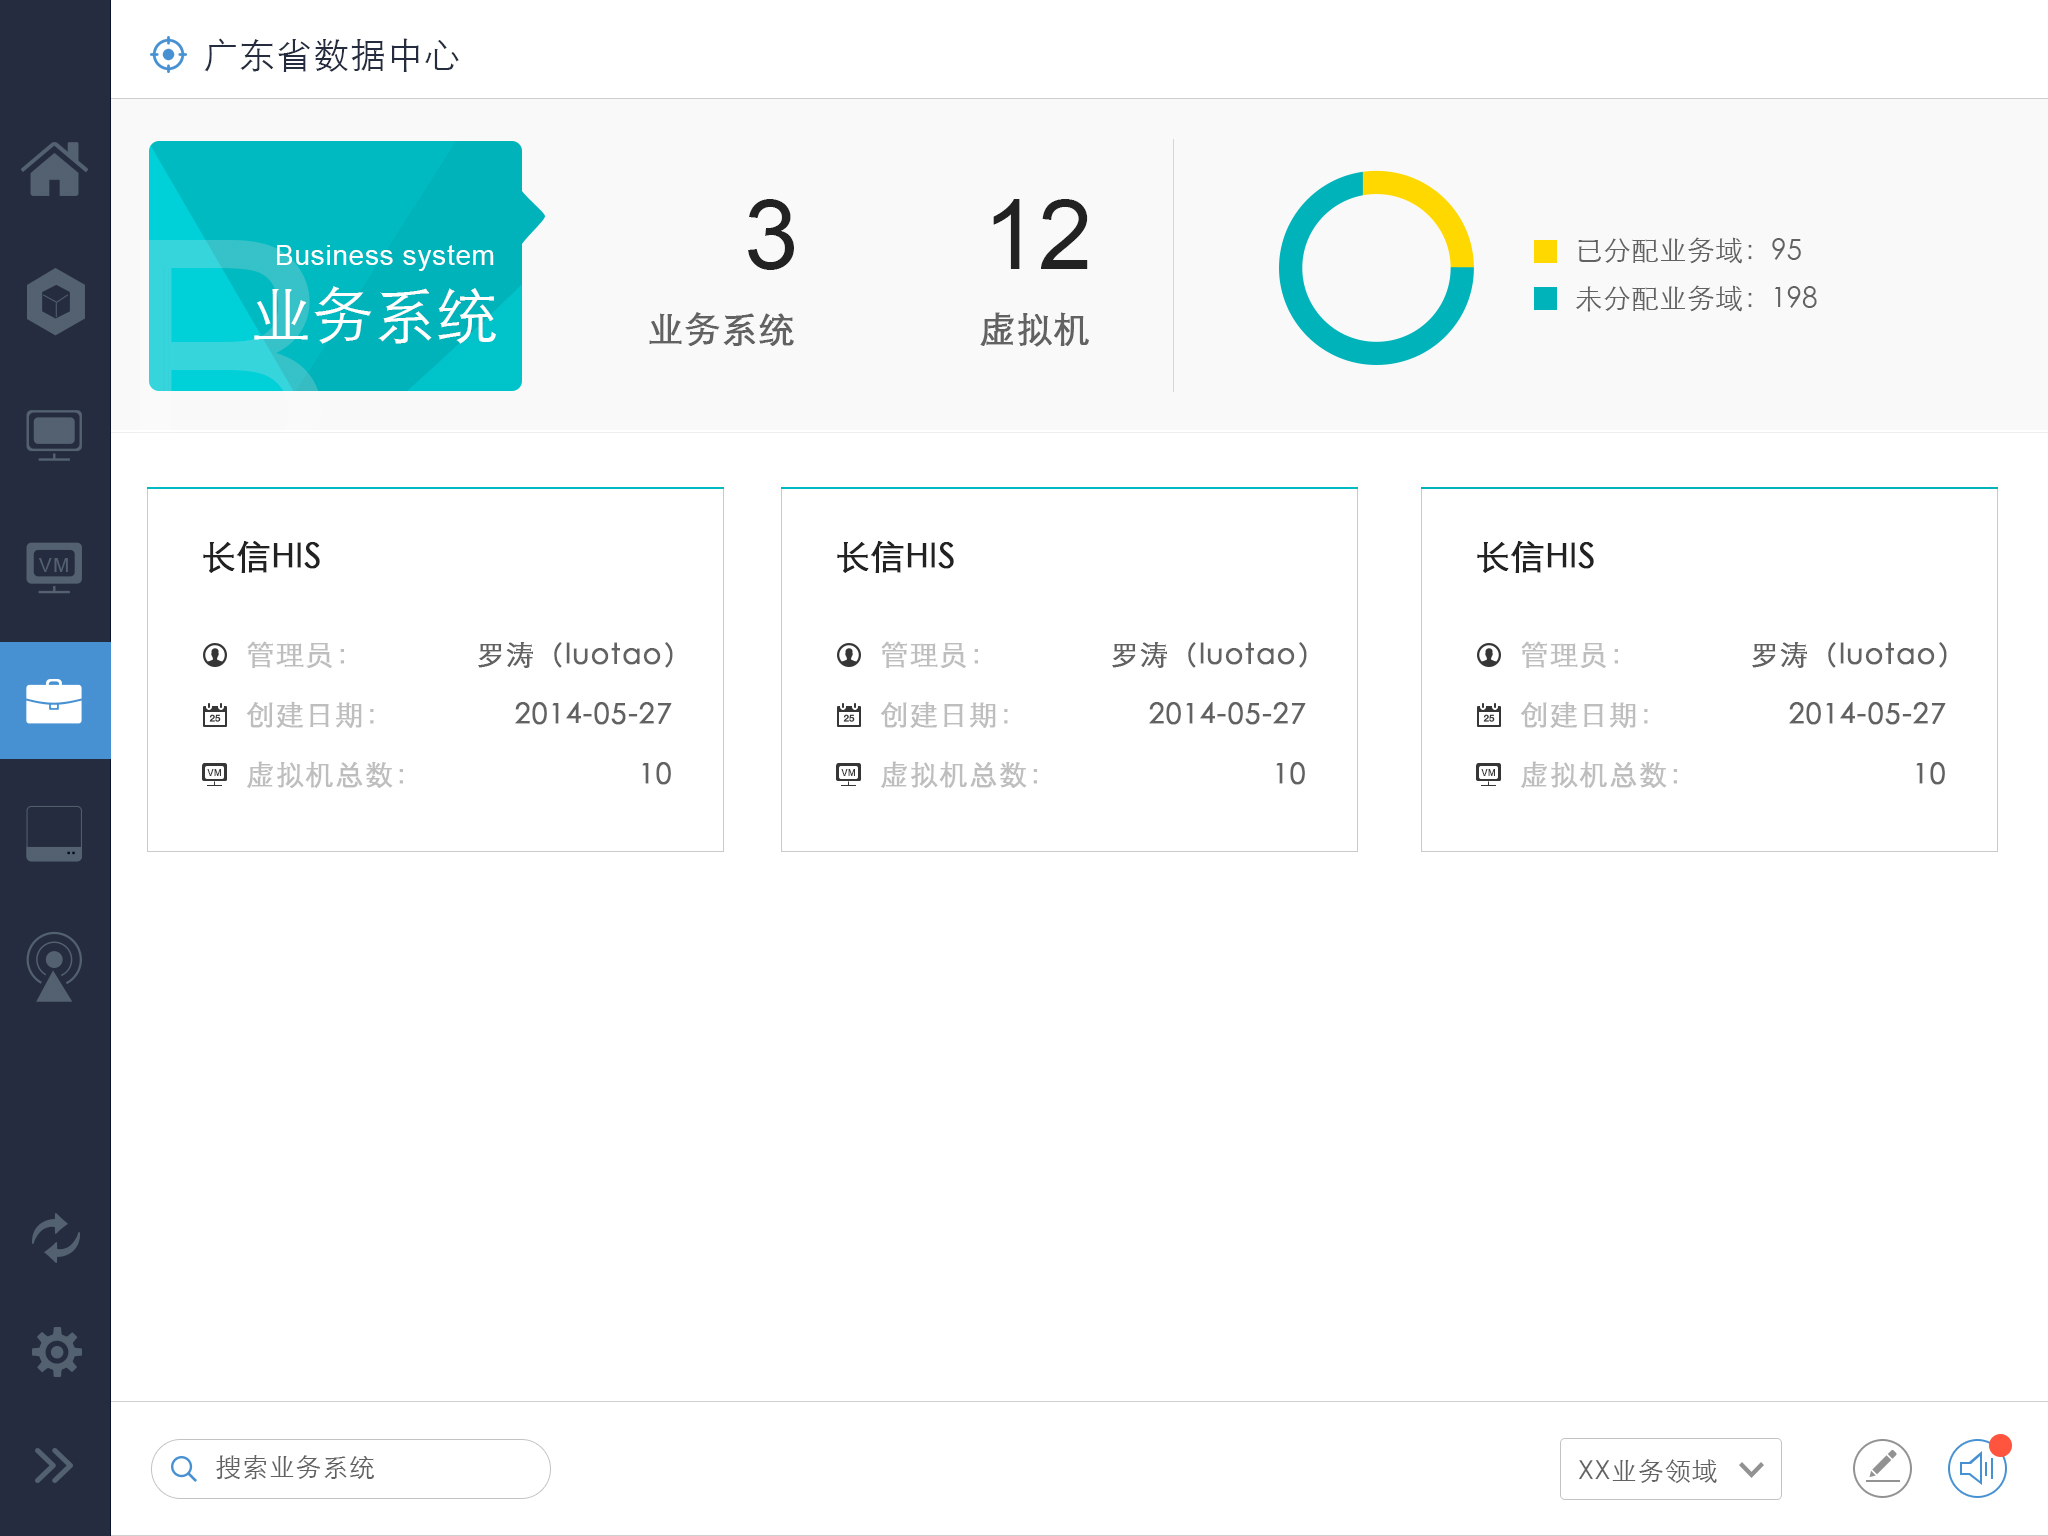 广东省数据中心
Business system
业务系统
3
业务系统
12
虚拟机
已分配业务域：95
未分配业务域：198
VM
长信HIS
管理员： 罗涛（luotao）
25 创建日期： 2014-05-27
VM 虚拟机总数： 10
长信HIS
管理员： 罗涛（luotao）
25 创建日期： 2014-05-27
VM 虚拟机总数： 10
长信HIS
管理员： 罗涛（luotao）
25 创建日期： 2014-05-27
VM 虚拟机总数： 10
搜索业务系统
XX业务领域